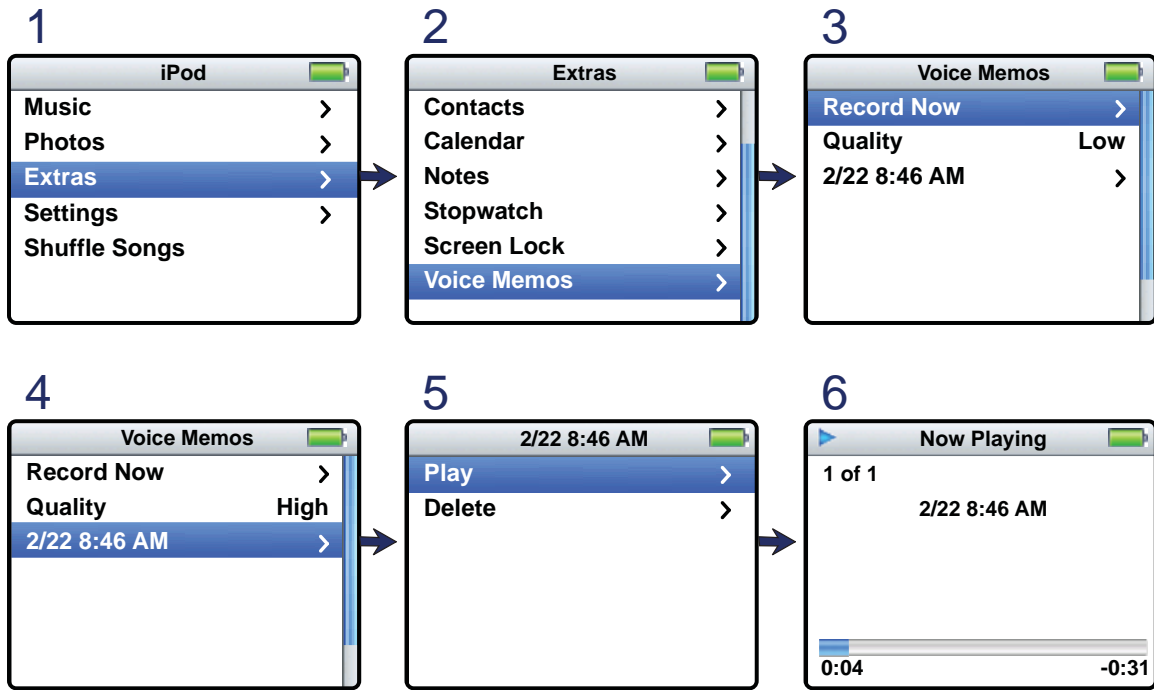 1
iPod
Music
Photos
Extras
Settings
Shuffle Songs
2
Extras
Contacts
Calendar
Notes
Stopwatch
Screen Lock
Voice Memos
3
Voice Memos
Record Now
Quality Low
2/22 8:46 AM
4
Voice Memos
Record Now
Quality High
2/22 8:46 AM
5
2/22 8:46 AM
Play
Delete
6
Now Playing
1 of 1
2/22 8:46 AM
0:04 -0:31